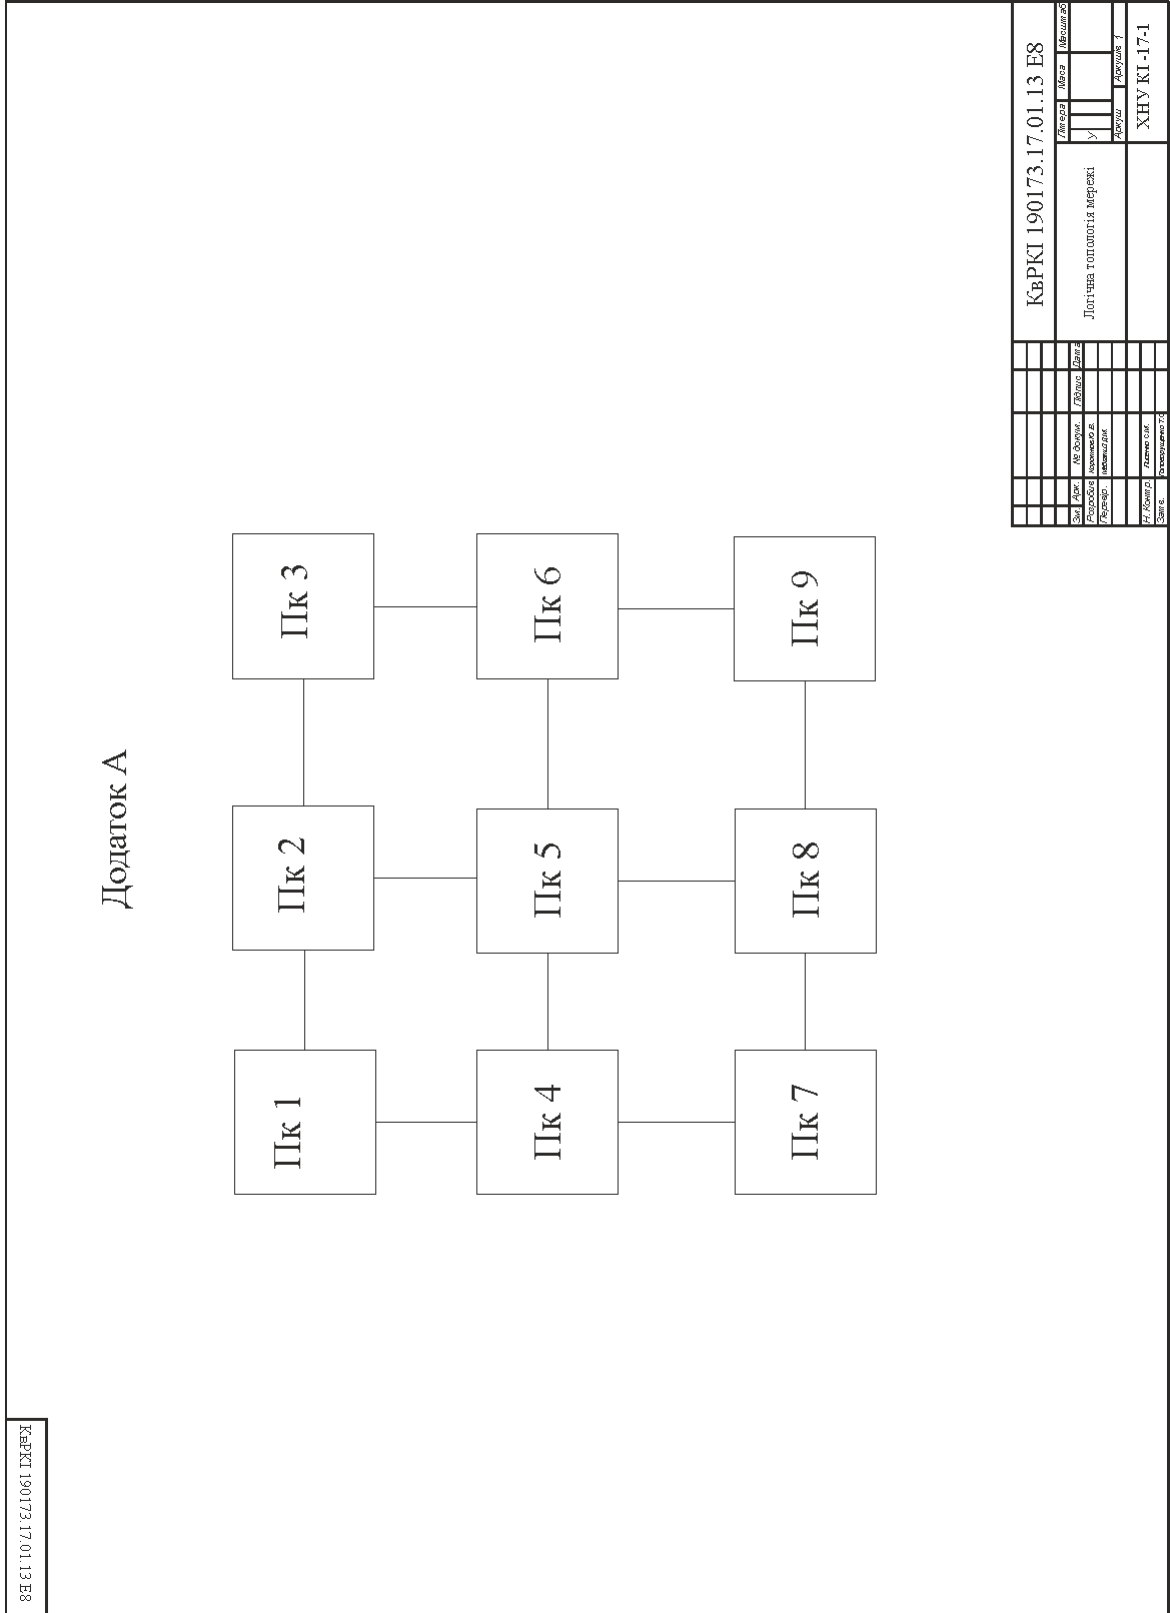 КвРКІ 190173.17.01.13 Е8
Додаток А
Пк 1
Пк 2
Пк 3
Пк 4
Пк 5
Пк 6
Пк 7
Пк 8
Пк 9
КвРКІ 190173.17.01.13 Е8
Літера Маса Масштаб
У
Логічна топологія мережі
Аркуш Аркушів 1
ХНУ КІ -17-1
Зм. Арк. № докум. Підпис Дата
Розробив
Перевір.
Н. Контр.
Затв.